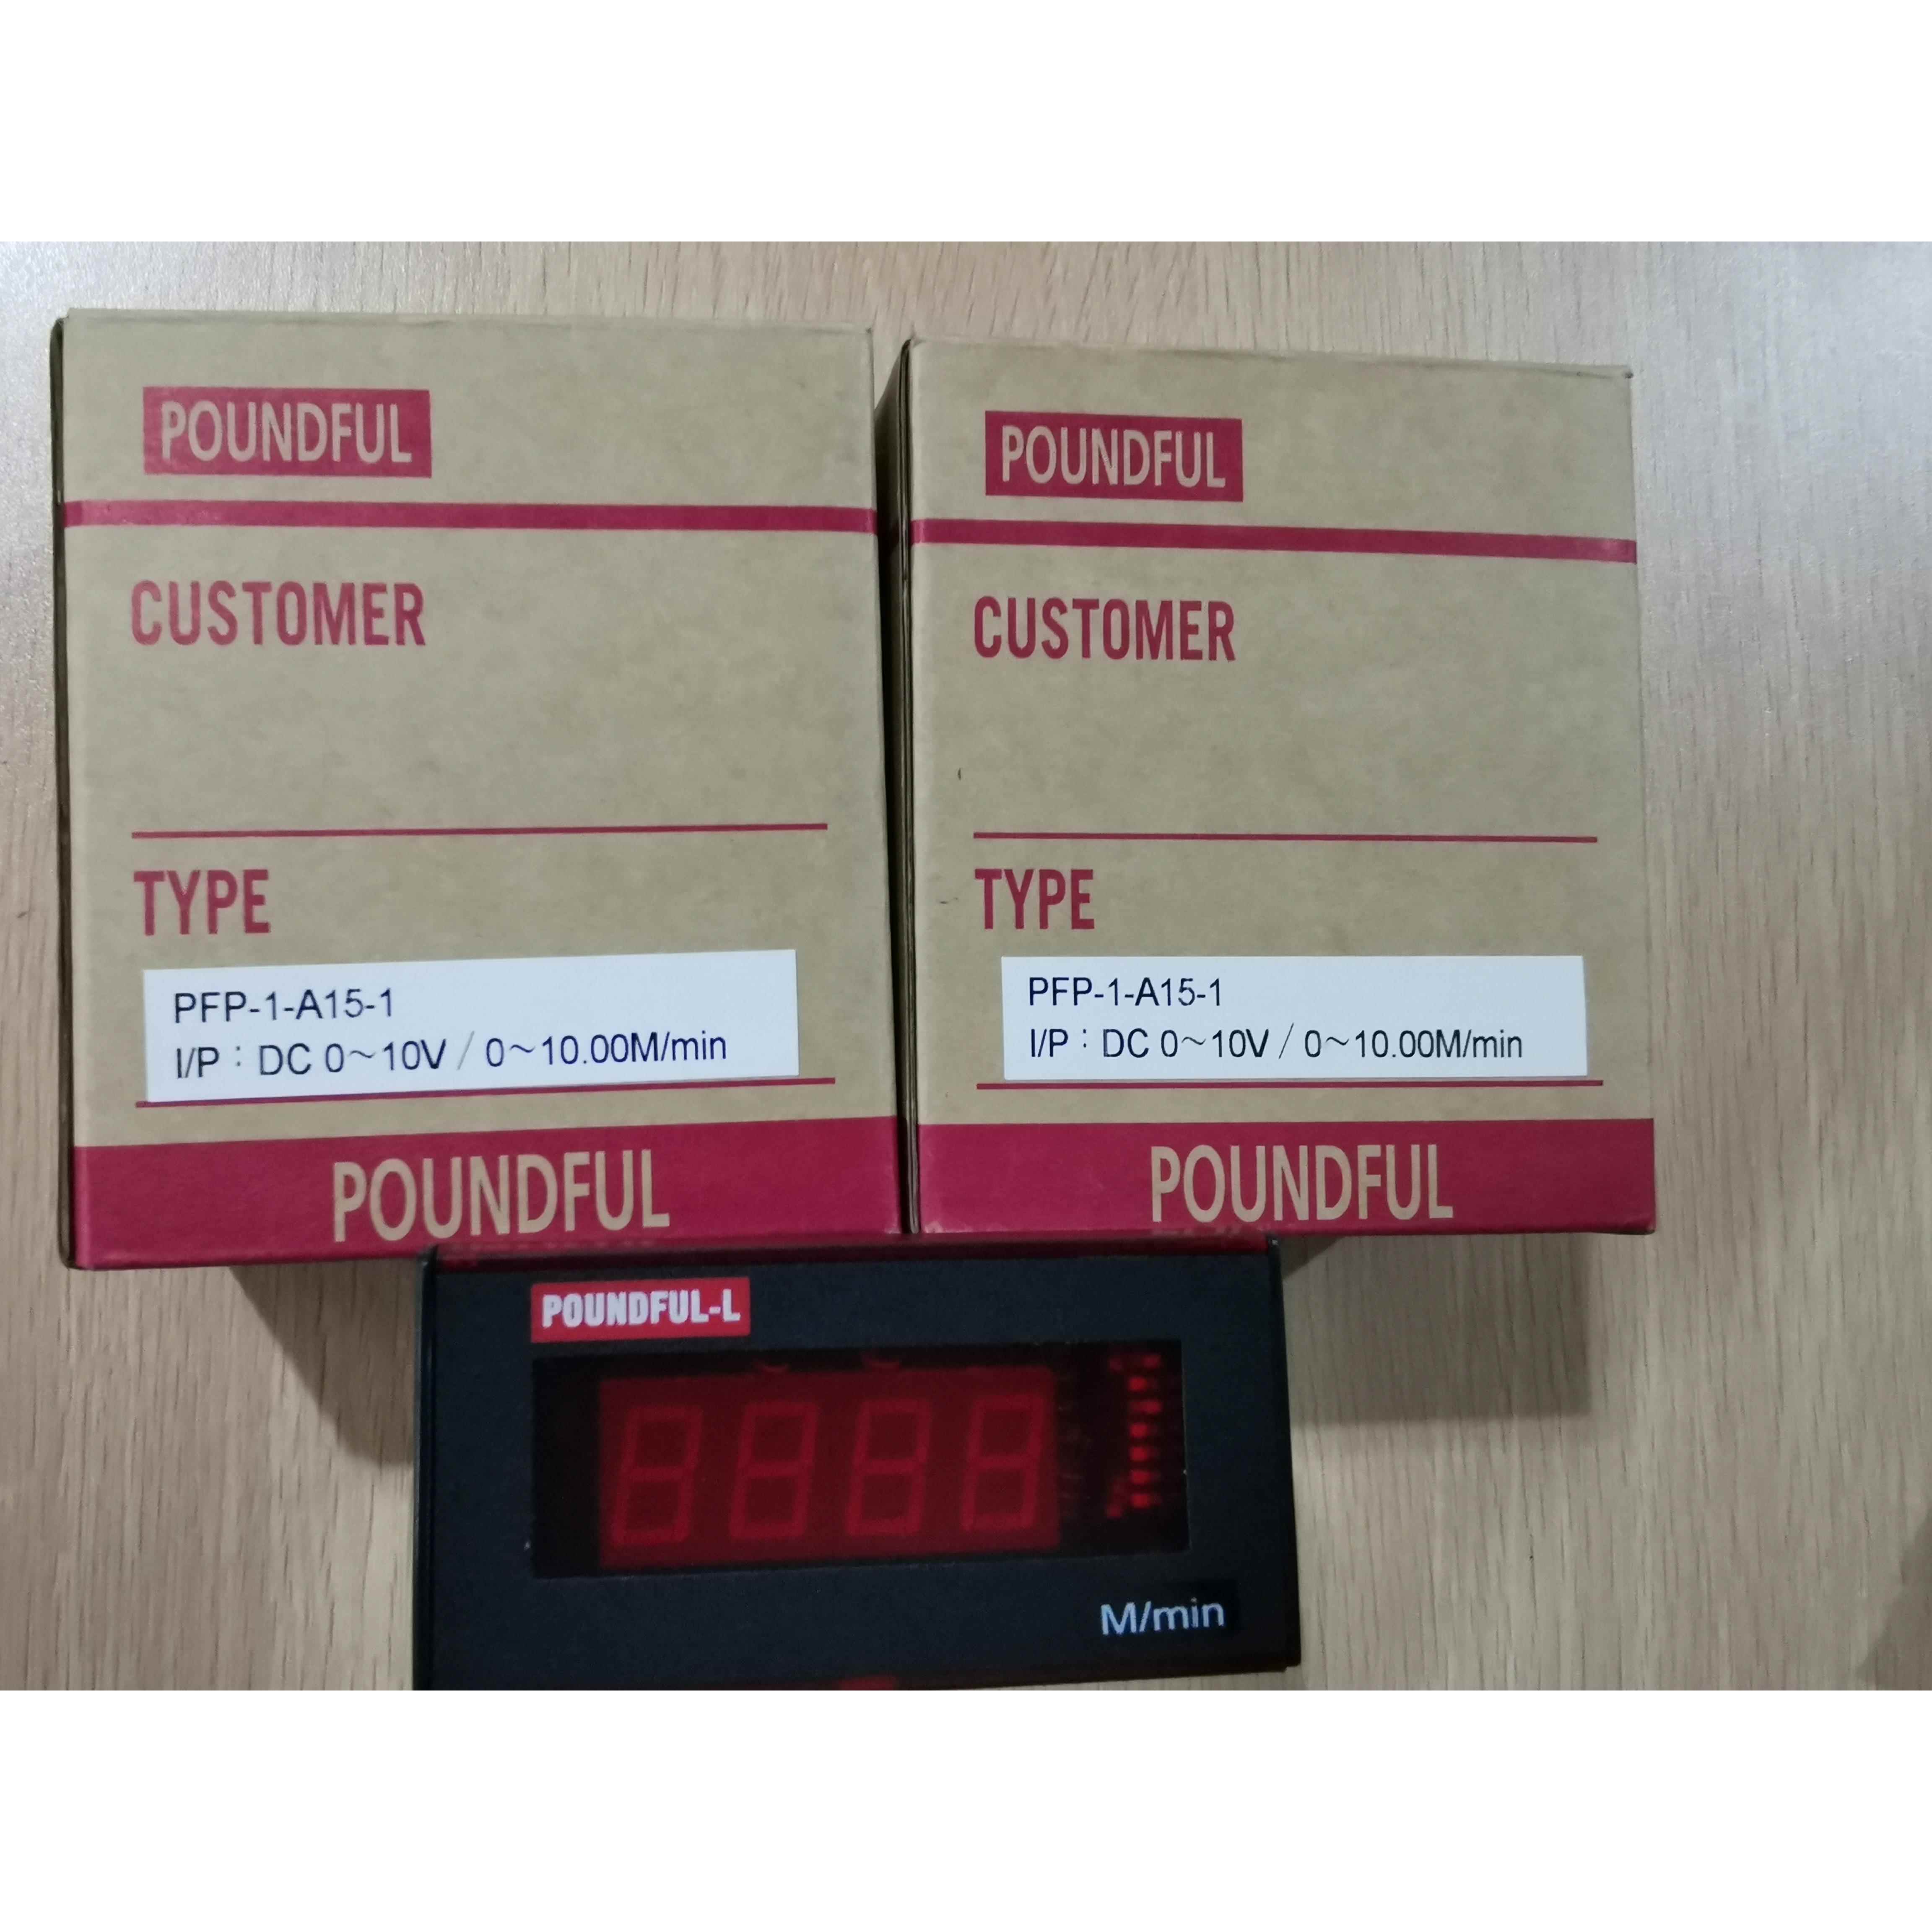 POUNDFUL
CUSTOMER
TYPE
PFP-1-A15-1
I/P：DC 0～10V / 0～10.00M/min
POUNDFUL
POUNDFUL
CUSTOMER
TYPE
PFP-1-A15-1
I/P：DC 0～10V / 0～10.00M/min
POUNDFUL
POUNDFUL-L
M/min